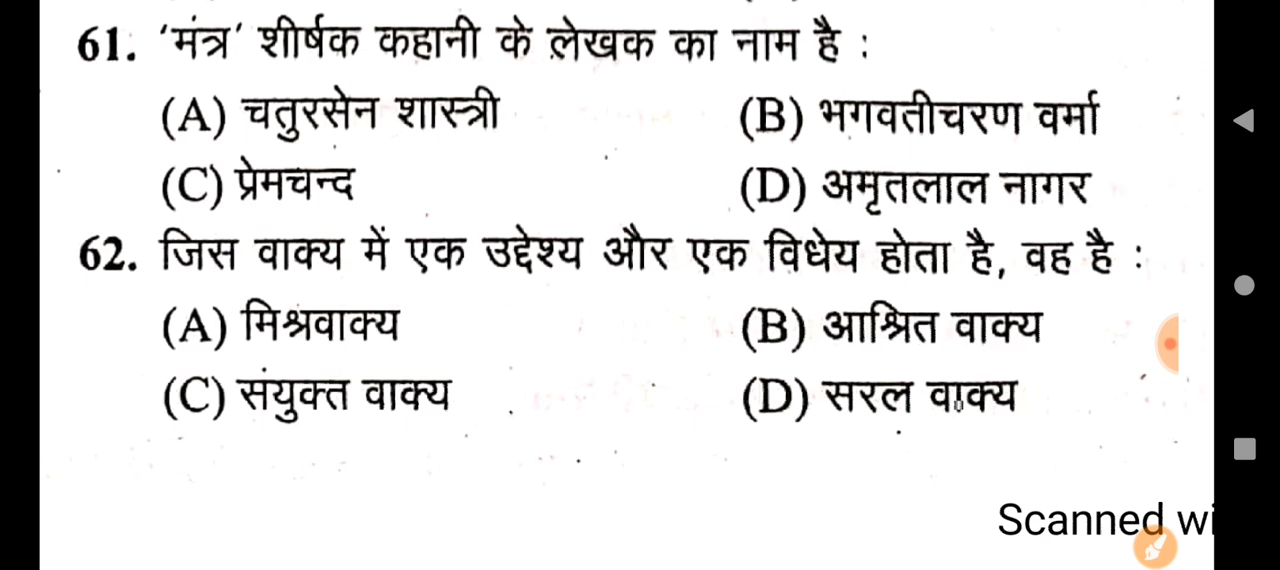 61. 'मंत्र' शीर्षक कहानी के लेखक का नाम है :
(A) चतुरसेन शास्त्री (B) भगवतीचरण वर्मा
(C) प्रेमचन्द (D) अमृतलाल नागर
62. जिस वाक्य में एक उद्देश्य और एक विधेय होता है, वह है :
(A) मिश्रवाक्य (B) आश्रित वाक्य
(C) संयुक्त वाक्य (D) सरल वाक्य
Scanned wi